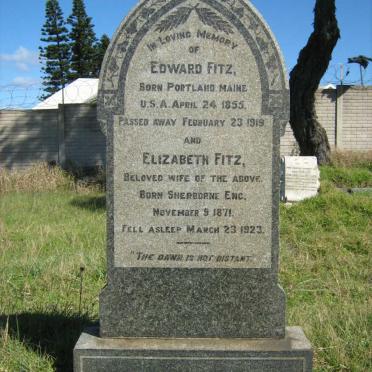 In Loving Memory
of
Edward Fitz,
Born Portland Maine
U.S.A. April 24 1855.
Passed away February 23 1919
and
Elizabeth Fitz,
Beloved wife of the above.
Born Sherborne Eng.
November 9 1871.
Fell asleep March 23 1923.
"The dawn is not distant."